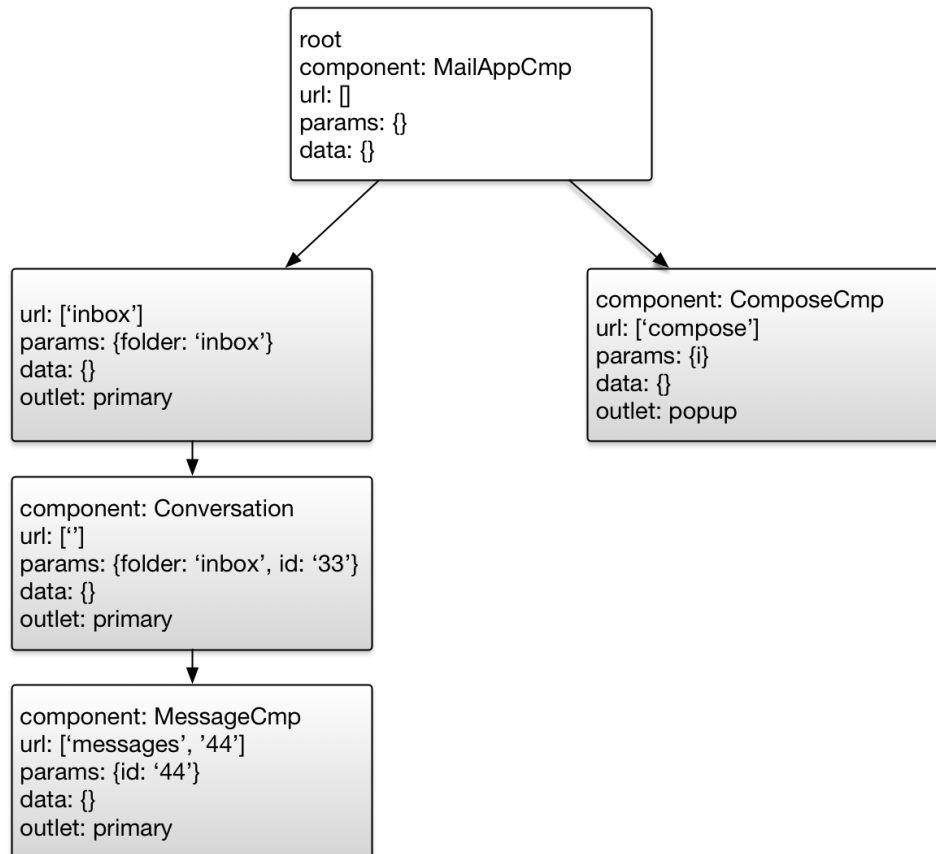 root
component: MailAppCmp
url: []
params: {}
data: {}
url: [‘inbox’]
params: {folder: ‘inbox’}
data: {}
outlet: primary
component: ComposeCmp
url: [‘compose’]
params: {i}
data: {}
outlet: popup
component: Conversation
url: [‘’]
params: {folder: ‘inbox’, id: ‘33’}
data: {}
outlet: primary
component: MessageCmp
url: [‘messages’, ’44’]
params: {id: ‘44’}
data: {}
outlet: primary